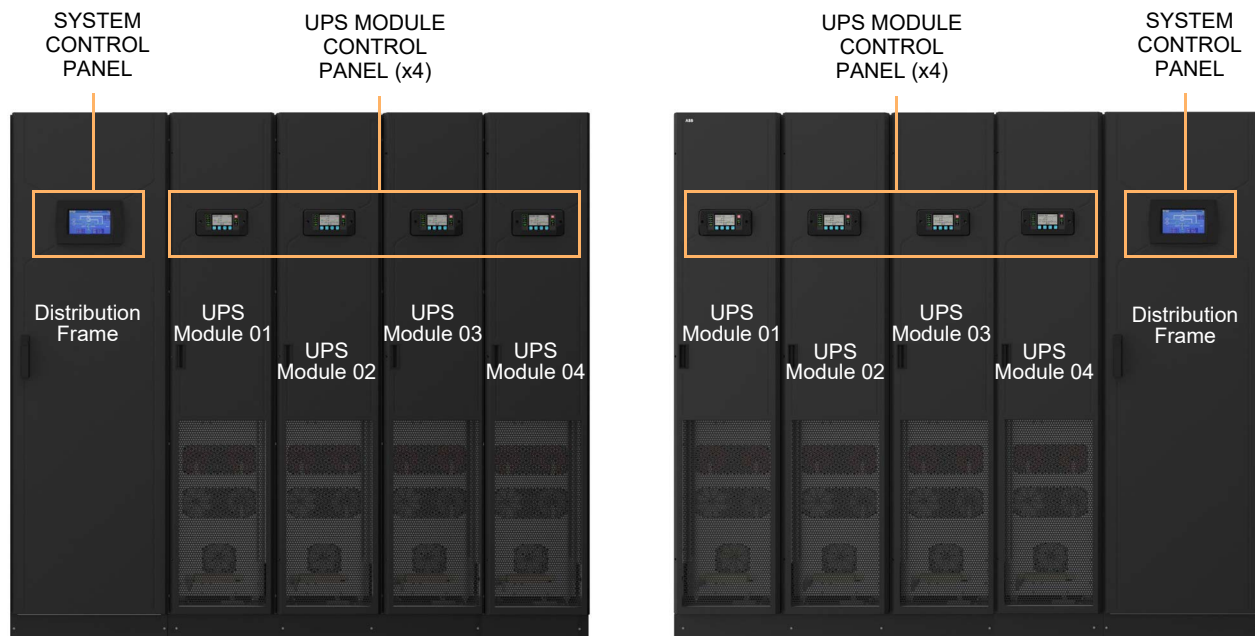 SYSTEM
CONTROL
PANEL
UPS MODULE
CONTROL
PANEL (x4)
Distribution
Frame
UPS
Module 01
UPS
Module 02
UPS
Module 03
UPS
Module 04
UPS MODULE
CONTROL
PANEL (x4)
SYSTEM
CONTROL
PANEL
ABB
UPS
Module 01
UPS
Module 02
UPS
Module 03
UPS
Module 04
Distribution
Frame